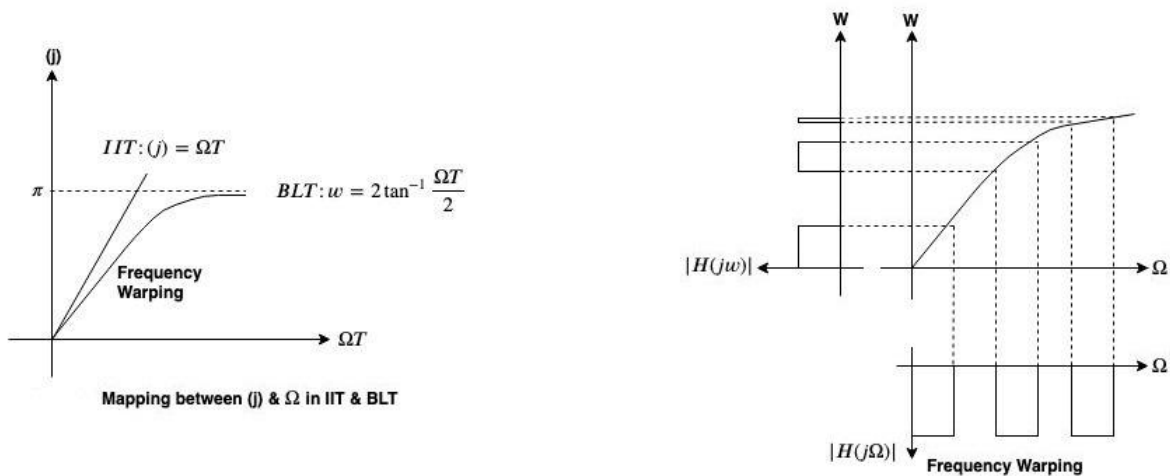 (j)
IIT: (j) = ΩT
π
BLT: w = 2 tan⁻¹ ΩT/2
Frequency
Warping
ΩT
Mapping between (j) & Ω in IIT & BLT
W W
|H(jw)| Ω
Ω
|H(jΩ)|
Frequency Warping